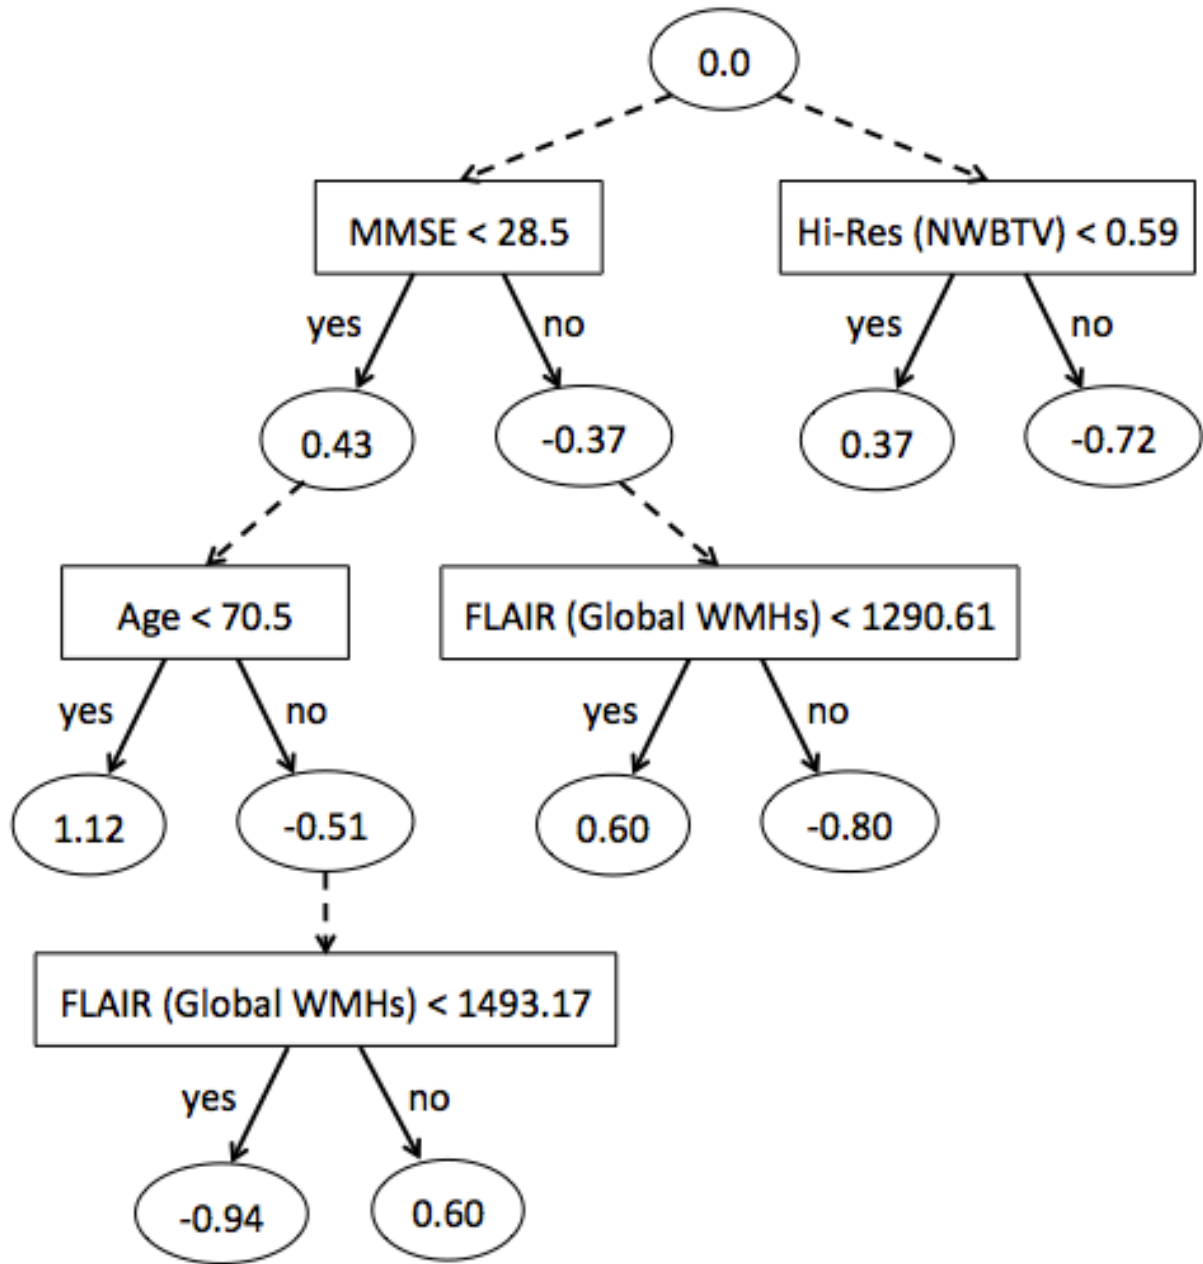 0.0
MMSE < 28.5
Hi-Res (NWBTV) < 0.59
yes
no
yes
no
0.43
-0.37
0.37
-0.72
Age < 70.5
FLAIR (Global WMHs) < 1290.61
yes
no
yes
no
1.12
-0.51
0.60
-0.80
FLAIR (Global WMHs) < 1493.17
yes
no
-0.94
0.60